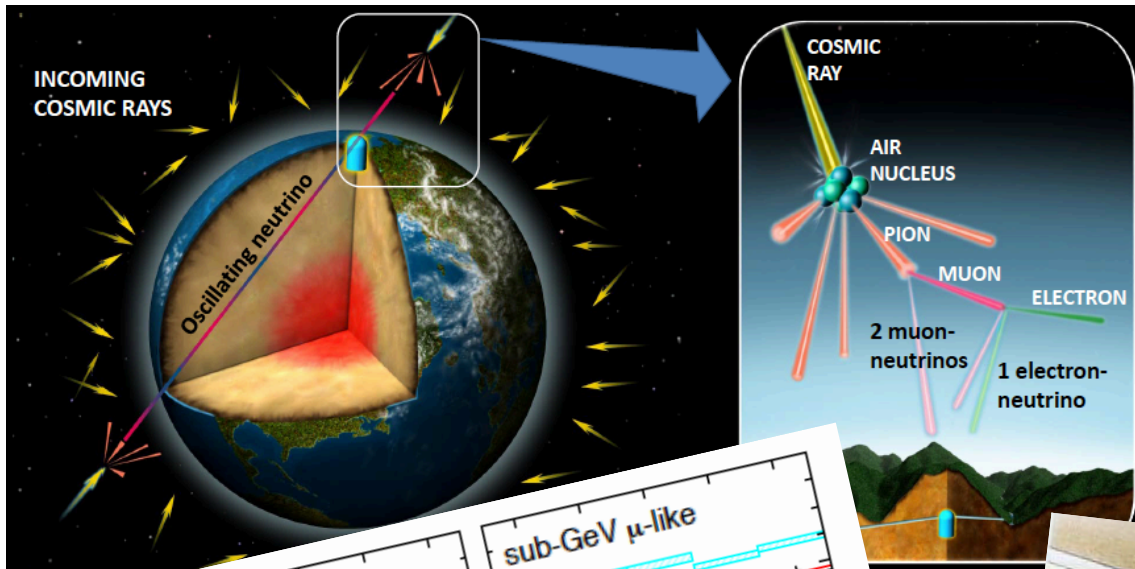 INCOMING
COSMIC RAYS
Oscillating neutrino
COSMIC
RAY
AIR
NUCLEUS
PION
MUON
ELECTRON
2 muon-
neutrinos
1 electron-
neutrino
sub-GeV μ-like